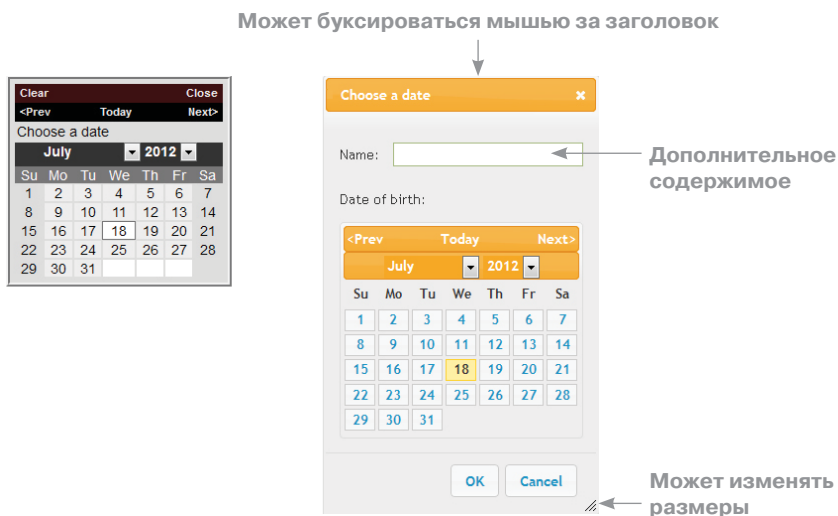 Может буксироваться мышью за заголовок
Clear Close
<Prev Today Next>
Choose a date
July 2012
Su Mo Tu We Th Fr Sa
1 2 3 4 5 6 7
8 9 10 11 12 13 14
15 16 17 18 19 20 21
22 23 24 25 26 27 28
29 30 31
Choose a date
Name:
Дополнительное
содержимое
Date of birth:
<Prev Today Next>
July 2012
Su Mo Tu We Th Fr Sa
1 2 3 4 5 6 7
8 9 10 11 12 13 14
15 16 17 18 19 20 21
22 23 24 25 26 27 28
29 30 31
OK Cancel
Может изменять
размеры